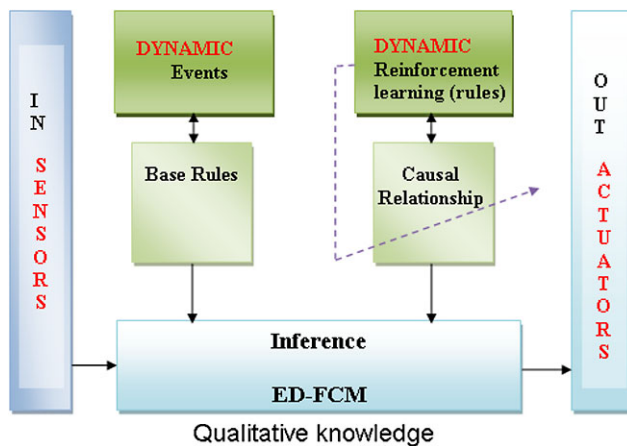 IN SENSORS
DYNAMIC
Events
Base Rules
DYNAMIC
Reinforcement
learning (rules)
Causal
Relationship
Inference
ED-FCM
OUT ACTUATORS
Qualitative knowledge